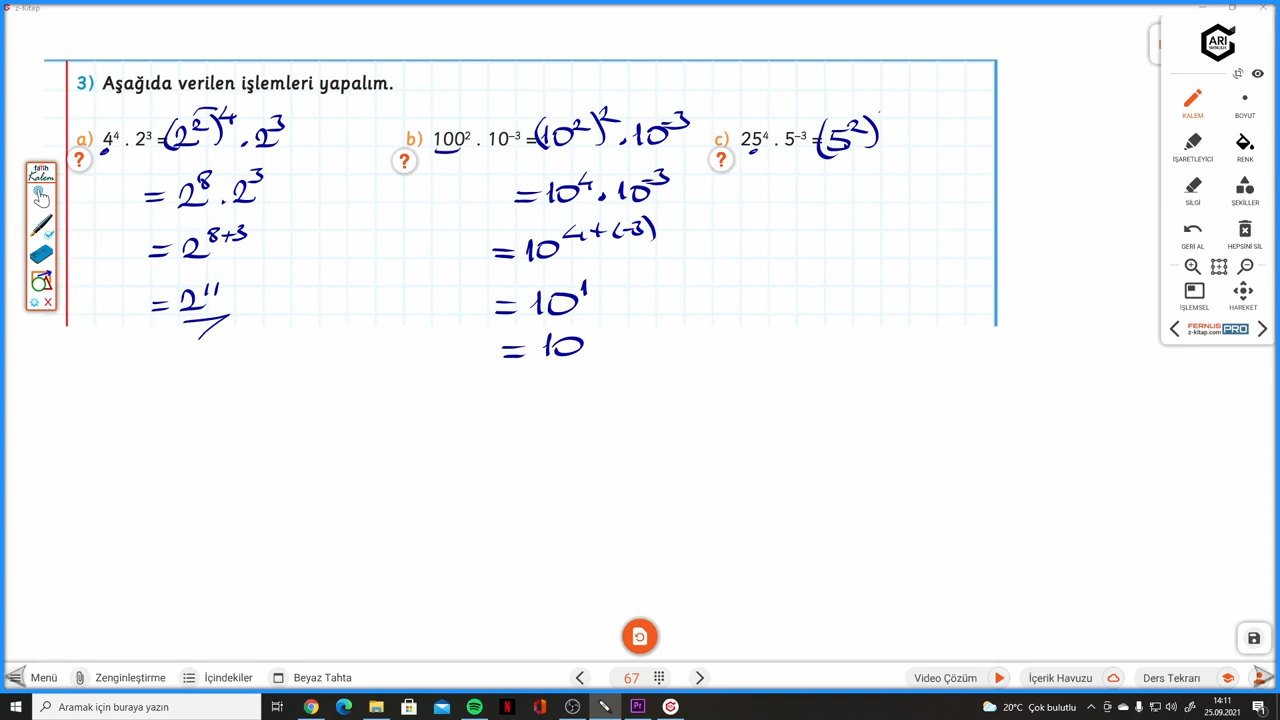 z-Kitap
3) Aşağıda verilen işlemleri yapalım.
a) 4⁴ . 2³ = (2²)⁴ . 2³
= 2⁸ . 2³
= 2⁸⁺³
= 2¹¹
b) 100² . 10⁻³ = (10²)² . 10⁻³
= 10⁴ . 10⁻³
= 10⁴⁺⁽⁻³⁾
= 10¹
= 10
c) 25⁴ . 5⁻³ = (5²)
?
?
?
fatih
Kalem
ARI
KALEM
BOYUT
İŞARETLEYİCİ
RENK
SİLGİ
ŞEKİLLER
GERİ AL
HEPSİNİ SİL
İŞLEMSEL
HAREKET
FERNUS PRO
z-kitap.com
Menü
Zenginleştirme
İçindekiler
Beyaz Tahta
67
Video Çözüm
İçerik Havuzu
Ders Tekrarı
Aramak için buraya yazın
20°C Çok bulutlu
14:11
25.09.2021